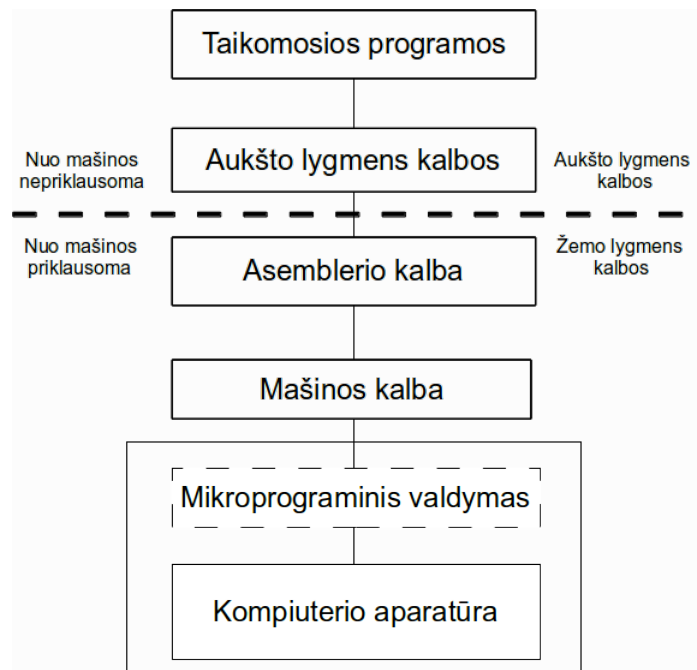 Taikomosios programos
Nuo mašinos
nepriklausoma
Aukšto lygmens kalbos
Aukšto lygmens
kalbos
Nuo mašinos
priklausoma
Asemblerio kalba
Žemo lygmens
kalbos
Mašinos kalba
Mikroprograminis valdymas
Kompiuterio aparatūra